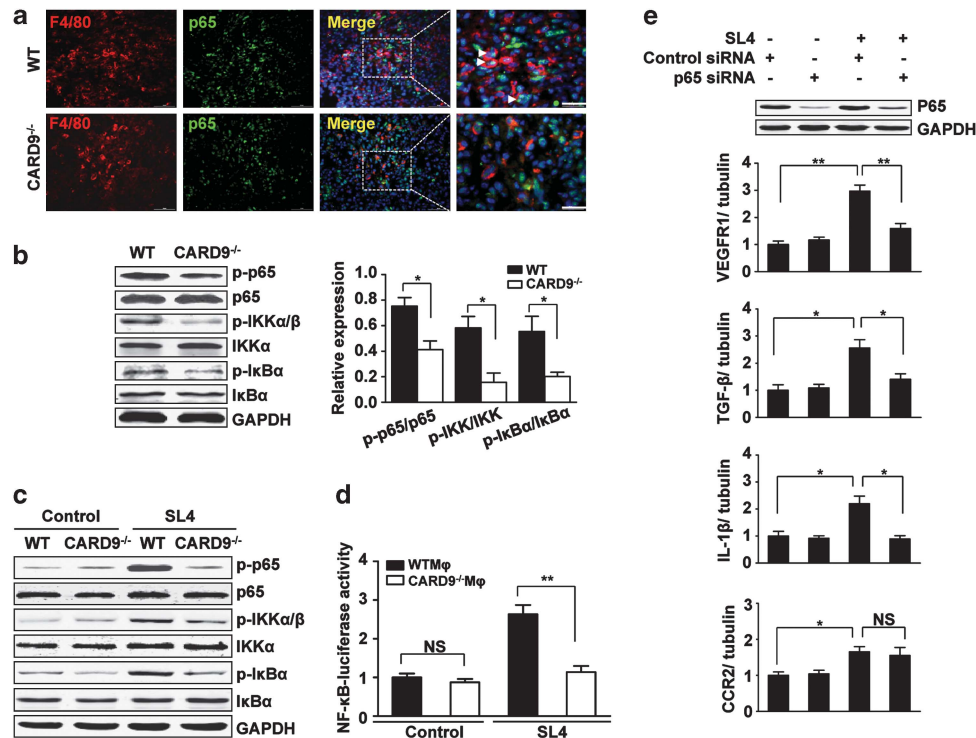 a
F4/80 p65 Merge
WT
F4/80 p65 Merge
CARD9-/-
b
WT CARD9-/-
p-p65
p65
p-IKKα/β
IKKα
p-IκBα
IκBα
GAPDH
Relative expression
1.0
0.8
0.6
0.4
0.2
0
WT
CARD9-/-
* * *
p-p65/p65 p-IKK/IKK p-IκBα/IκBα
c
Control SL4
WT CARD9-/- WT CARD9-/-
p-p65
p65
p-IKKα/β
IKKα
p-IκBα
IκBα
GAPDH
d
NF-κB-luciferase activity
4
3
2
1
0
WTMφ
CARD9-/-Mφ
NS **
Control SL4
e
SL4 - - + +
Control siRNA + - + -
p65 siRNA - + - +
P65
GAPDH
VEGFR1/ tubulin
4
3
2
1
0
** **
TGF-β/ tubulin
4
3
2
1
0
* *
IL-1β/ tubulin
4
3
2
1
0
* *
CCR2/ tubulin
3
2
1
0
* NS